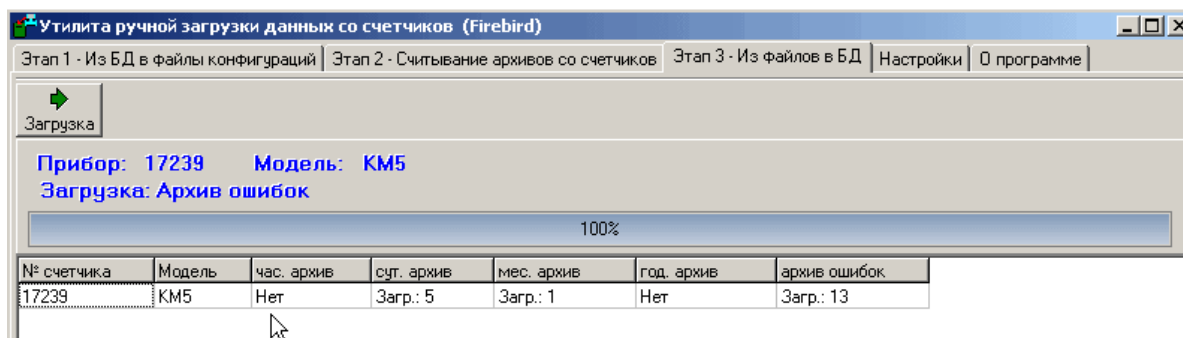 Утилита ручной загрузки данных со счетчиков (Firebird)
Этап 1 - Из БД в файлы конфигураций Этап 2 - Считывание архивов со счетчиков Этап 3 - Из файлов в БД Настройки О программе
Загрузка
Прибор: 17239 Модель: КМ5
Загрузка: Архив ошибок
100%
№ счетчика Модель час. архив сут. архив мес. архив год. архив архив ошибок
17239 КМ5 Нет Загр.: 5 Загр.: 1 Нет Загр.: 13